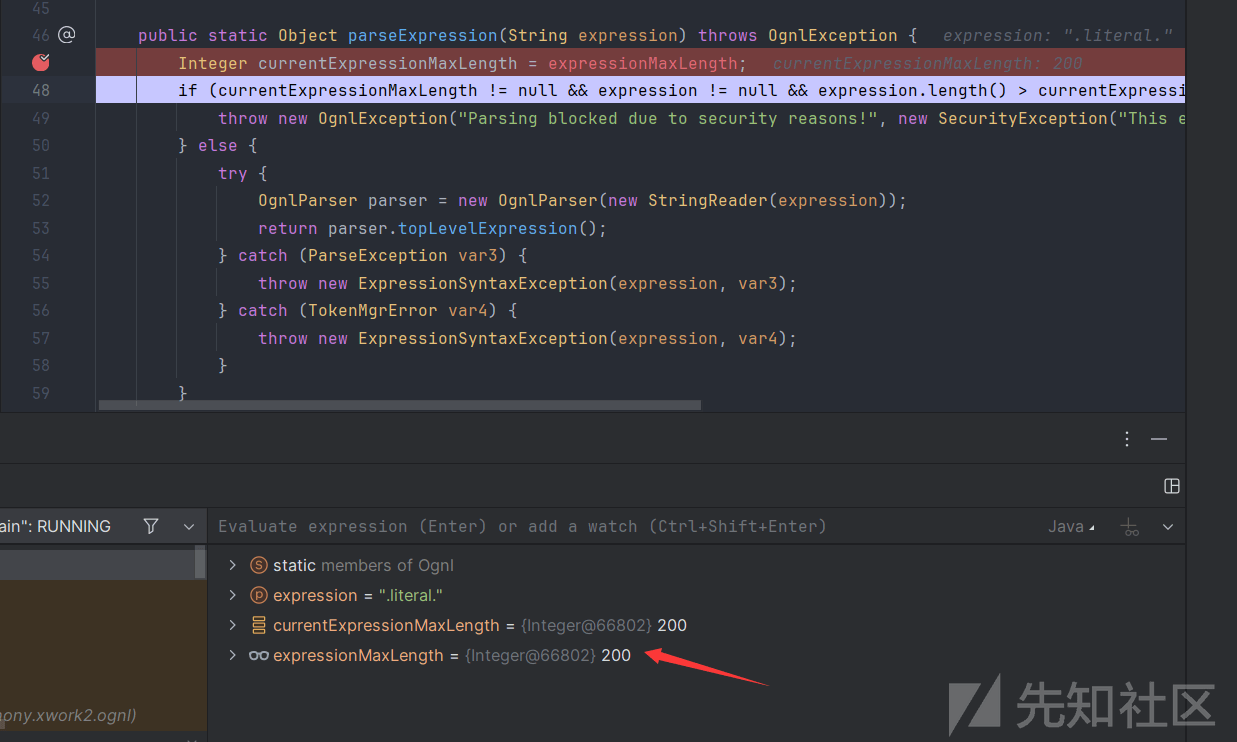 45
46 @ public static Object parseExpression(String expression) throws OgnlException { expression: ".literal."
Integer currentExpressionMaxLength = expressionMaxLength; currentExpressionMaxLength: 200
48 if (currentExpressionMaxLength != null && expression != null && expression.length() > currentExpressi
49 throw new OgnlException("Parsing blocked due to security reasons!", new SecurityException("This e
50 } else {
51 try {
52 OgnlParser parser = new OgnlParser(new StringReader(expression));
53 return parser.topLevelExpression();
54 } catch (ParseException var3) {
55 throw new ExpressionSyntaxException(expression, var3);
56 } catch (TokenMgrError var4) {
57 throw new ExpressionSyntaxException(expression, var4);
58 }
59 }
ain": RUNNING
Evaluate expression (Enter) or add a watch (Ctrl+Shift+Enter) Java
S static members of Ognl
p expression = ".literal."
currentExpressionMaxLength = {Integer@66802} 200
expressionMaxLength = {Integer@66802} 200
ony.xwork2.ognl)
先知社区